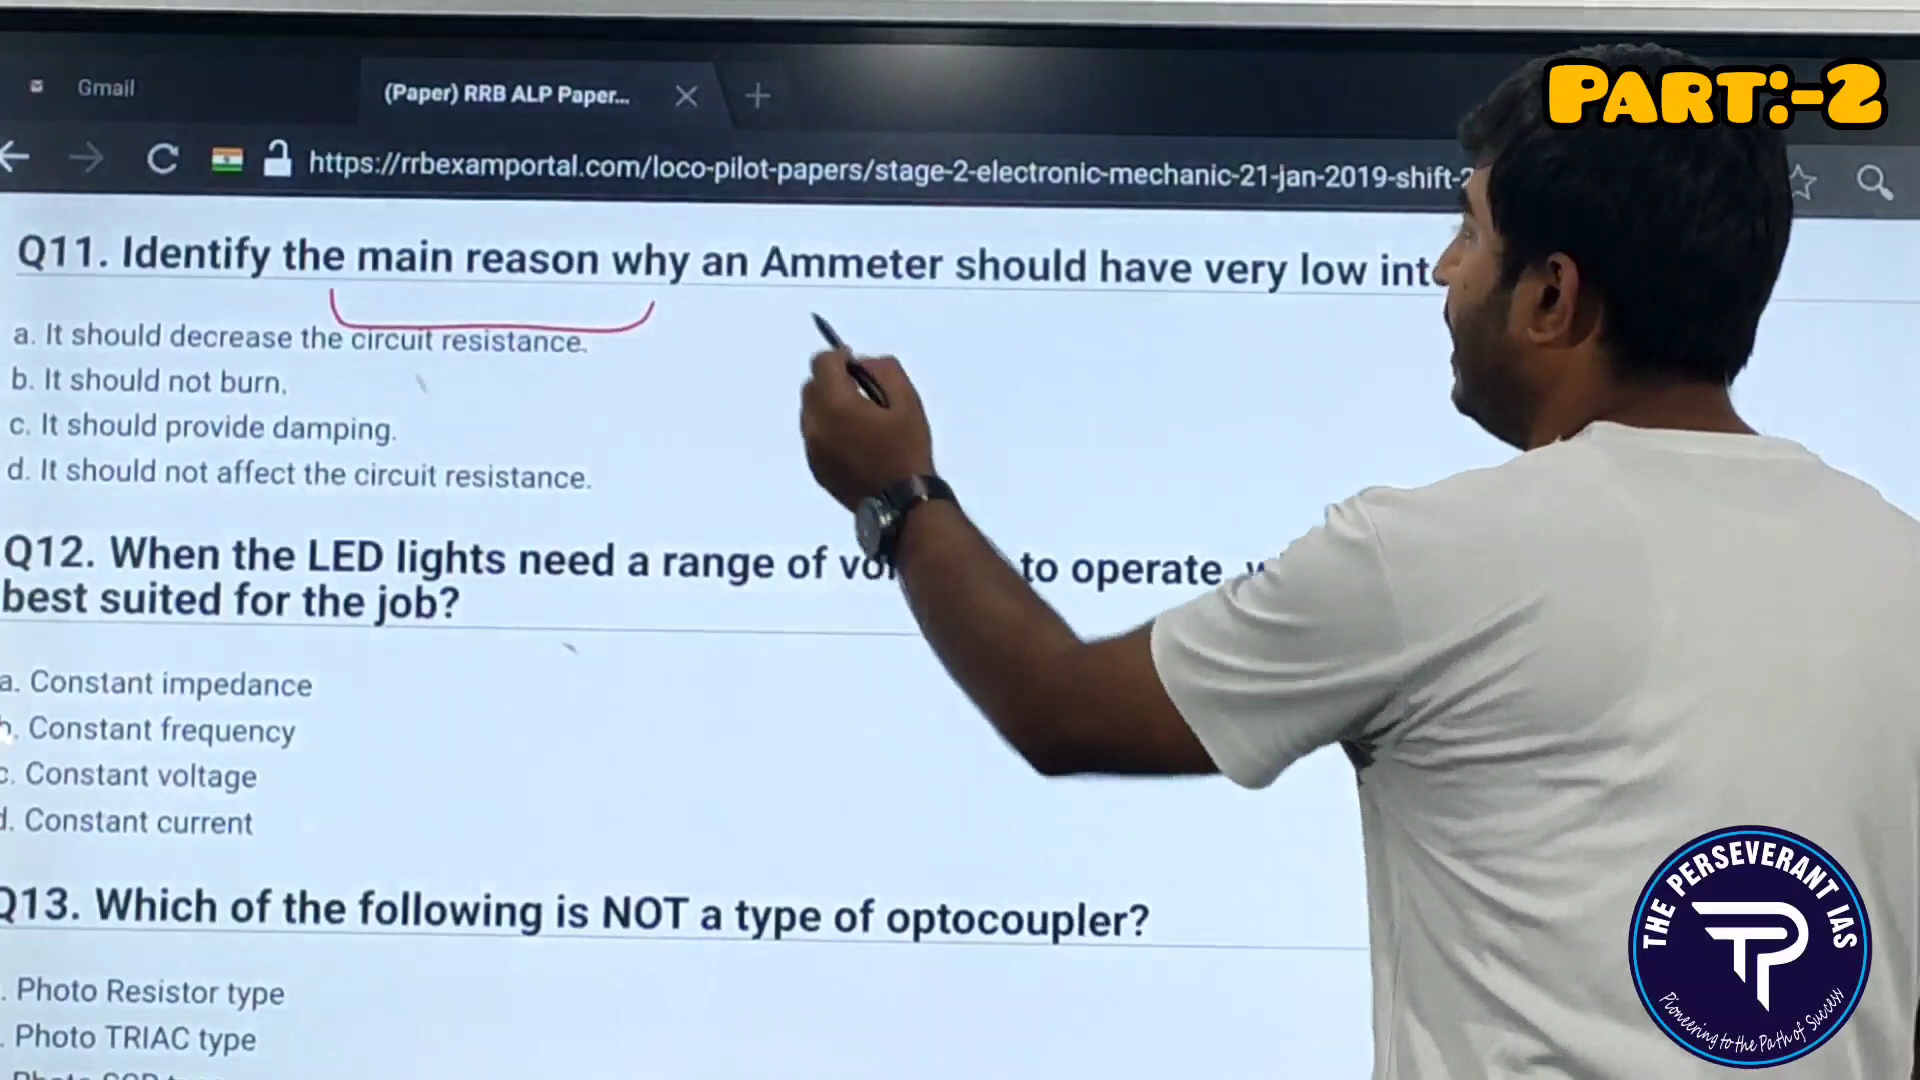 PART:-2
Gmail
(Paper) RRB ALP Paper...
https://rrbexamportal.com/loco-pilot-papers/stage-2-electronic-mechanic-21-jan-2019-shift-2
Q11. Identify the main reason why an Ammeter should have very low
a. It should decrease the circuit resistance.
b. It should not burn.
c. It should provide damping.
d. It should not affect the circuit resistance.
Q12. When the LED lights need a range of to operate
best suited for the job?
a. Constant impedance
b. Constant frequency
c. Constant voltage
d. Constant current
Q13. Which of the following is NOT a type of optocoupler?
. Photo Resistor type
. Photo TRIAC type
THE PERSEVERANT IAS
TP
Pioneering to the Path of Success